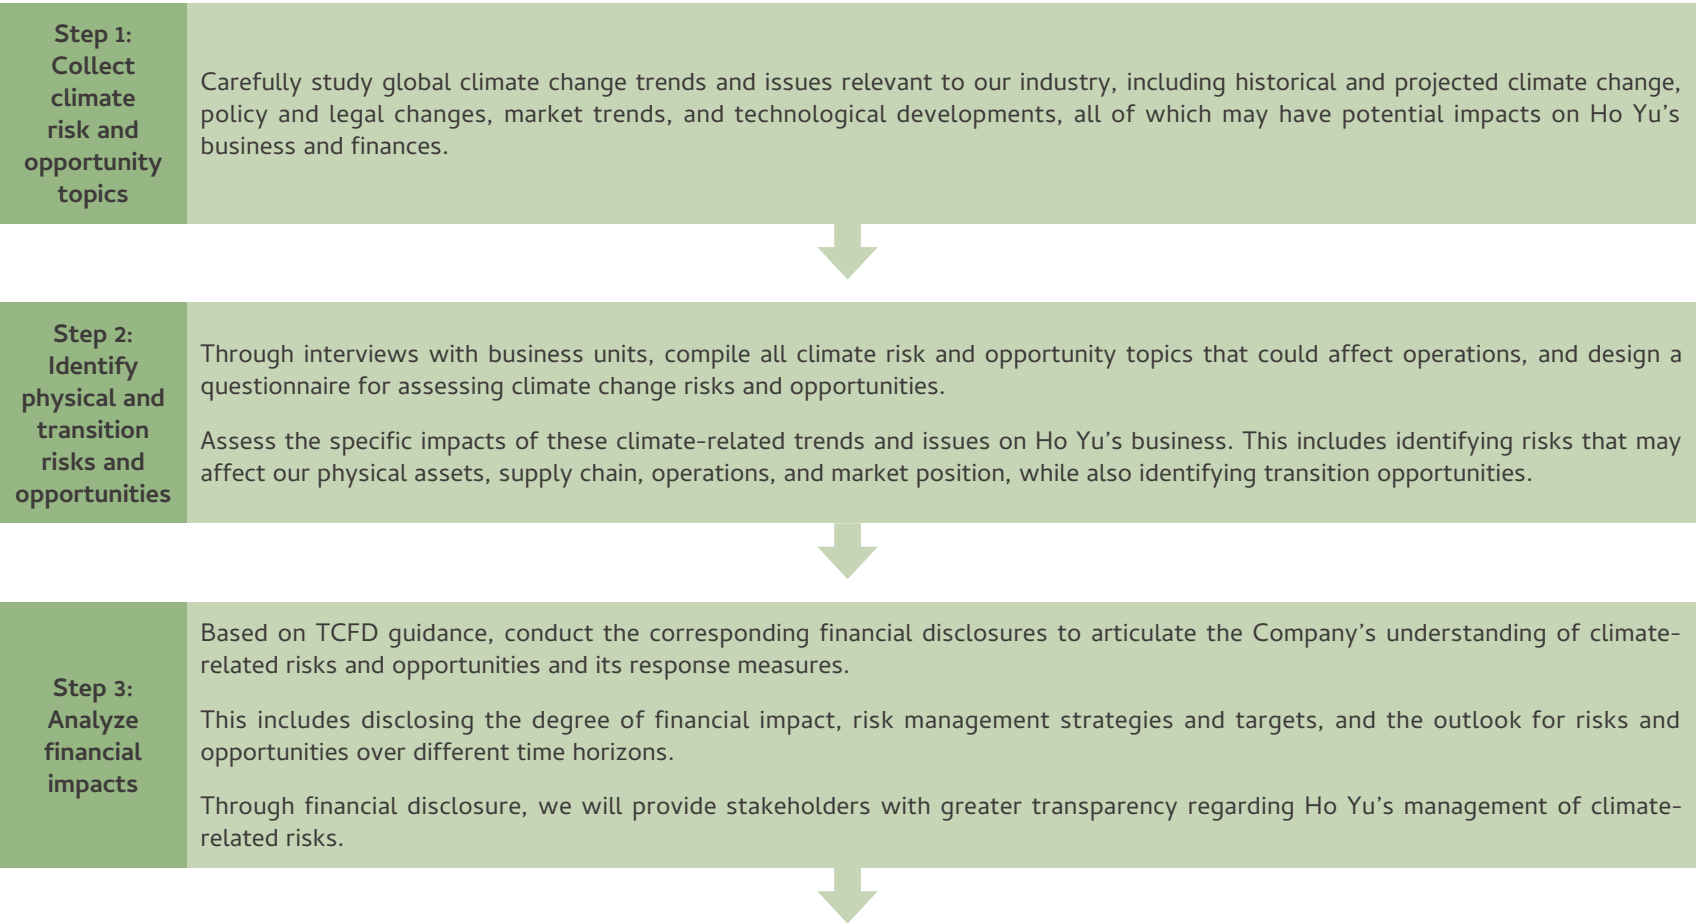 Step 1:
Collect
climate
risk and
opportunity
topics
Carefully study global climate change trends and issues relevant to our industry, including historical and projected climate change,
policy and legal changes, market trends, and technological developments, all of which may have potential impacts on Ho Yu’s
business and finances.
Step 2:
Identify
physical and
transition
risks and
opportunities
Through interviews with business units, compile all climate risk and opportunity topics that could affect operations, and design a
questionnaire for assessing climate change risks and opportunities.
Assess the specific impacts of these climate-related trends and issues on Ho Yu’s business. This includes identifying risks that may
affect our physical assets, supply chain, operations, and market position, while also identifying transition opportunities.
Step 3:
Analyze
financial
impacts
Based on TCFD guidance, conduct the corresponding financial disclosures to articulate the Company’s understanding of climate-
related risks and opportunities and its response measures.
This includes disclosing the degree of financial impact, risk management strategies and targets, and the outlook for risks and
opportunities over different time horizons.
Through financial disclosure, we will provide stakeholders with greater transparency regarding Ho Yu’s management of climate-
related risks.